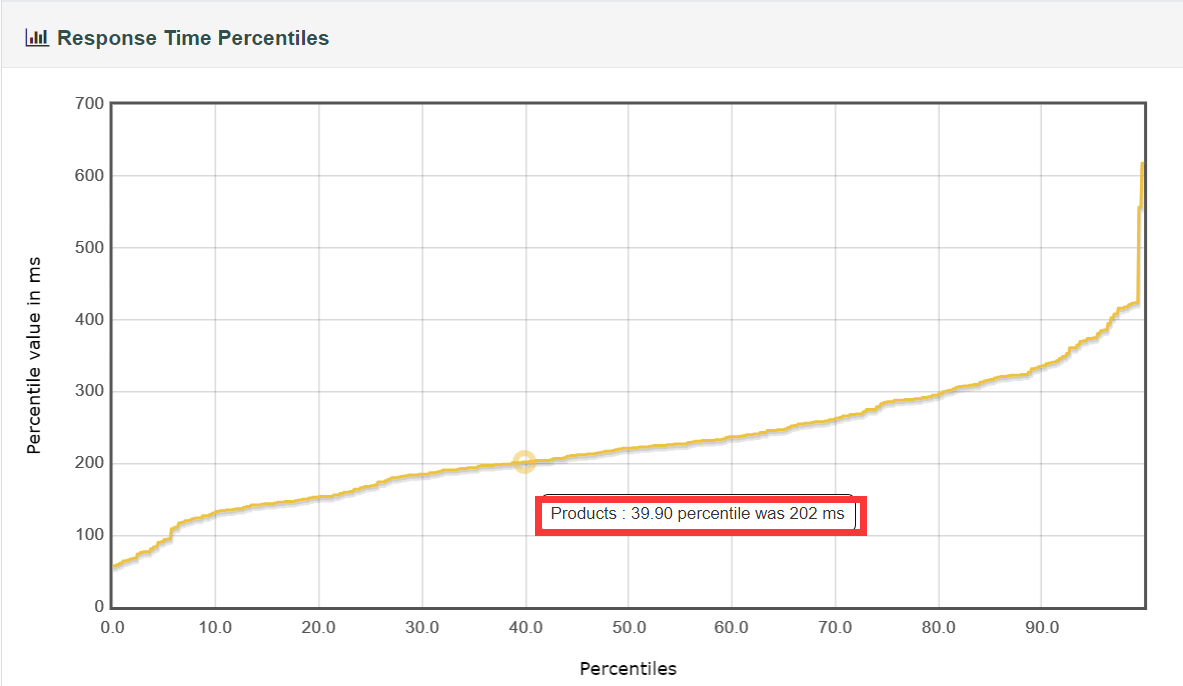 Response Time Percentiles
700
600
500
400
300
200
100
0
Percentile value in ms
Products : 39.90 percentile was 202 ms
0.0 10.0 20.0 30.0 40.0 50.0 60.0 70.0 80.0 90.0
Percentiles